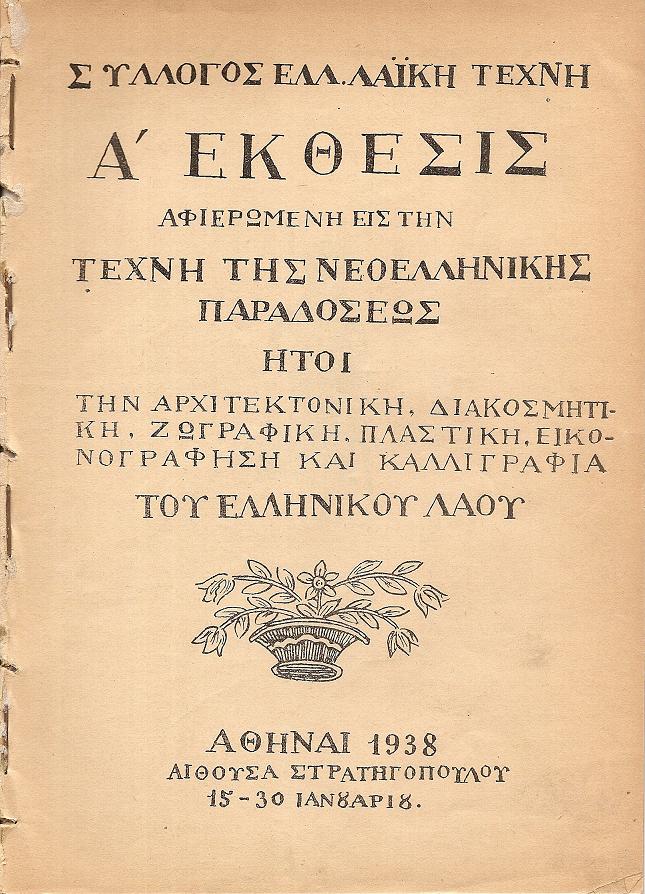 ΣΥΛΛΟΓΟΣ ΕΛΛ. ΛΑΪΚΗ ΤΕΧΝΗ
Α΄ ΕΚΘΕΣΙΣ
ΑΦΙΕΡΩΜΕΝΗ ΕΙΣ ΤΗΝ
ΤΕΧΝΗ ΤΗΣ ΝΕΟΕΛΛΗΝΙΚΗΣ
ΠΑΡΑΔΟΣΕΩΣ
ΗΤΟΙ
ΤΗΝ ΑΡΧΙΤΕΚΤΟΝΙΚΗ, ΔΙΑΚΟΣΜΗΤΙ-
ΚΗ, ΖΩΓΡΑΦΙΚΗ, ΠΛΑΣΤΙΚΗ, ΕΙΚΟ-
ΝΟΓΡΑΦΗΣΗ ΚΑΙ ΚΑΛΛΙΓΡΑΦΙΑ
ΤΟΥ ΕΛΛΗΝΙΚΟΥ ΛΑΟΥ
ΑΘΗΝΑΙ 1938
ΑΙΘΟΥΣΑ ΣΤΡΑΤΗΓΟΠΟΥΛΟΥ
15-30 ΙΑΝȢΑΡΙȢ.